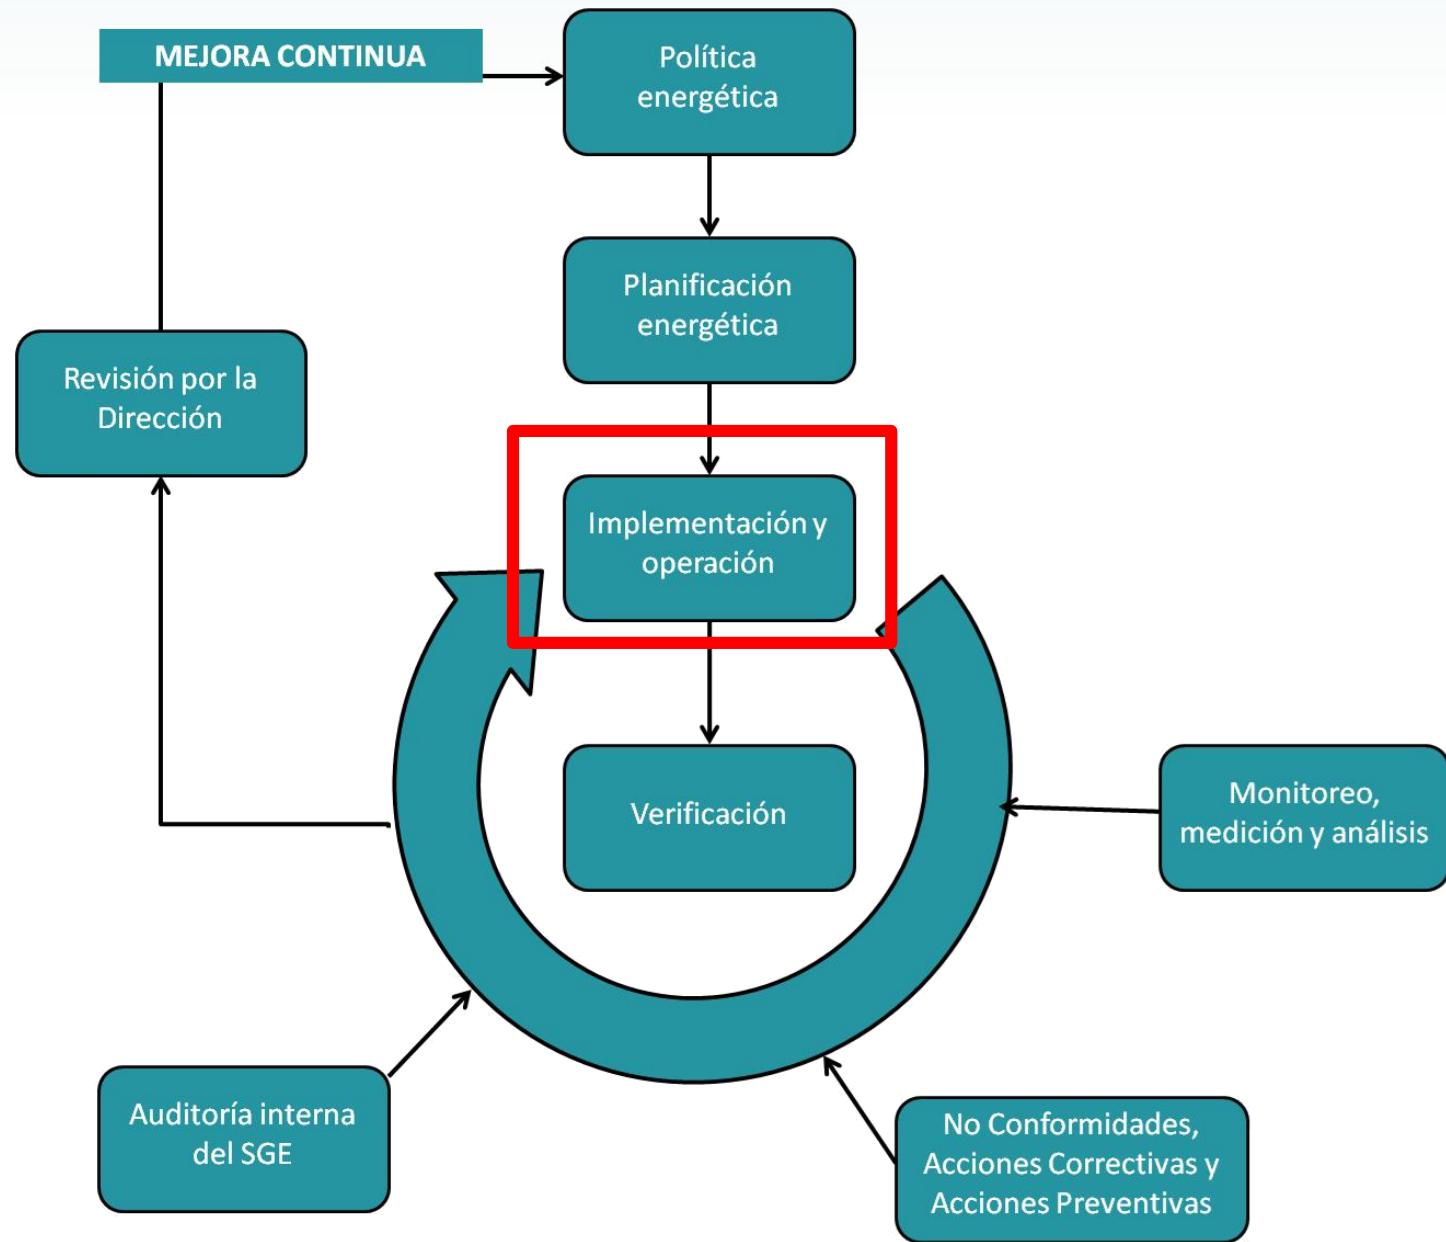 MEJORA CONTINUA
Política
energética
Planificación
energética
Revisión por la
Dirección
Implementación y
operación
Verificación
Monitoreo,
medición y análisis
Auditoría interna
del SGE
No Conformidades,
Acciones Correctivas y
Acciones Preventivas